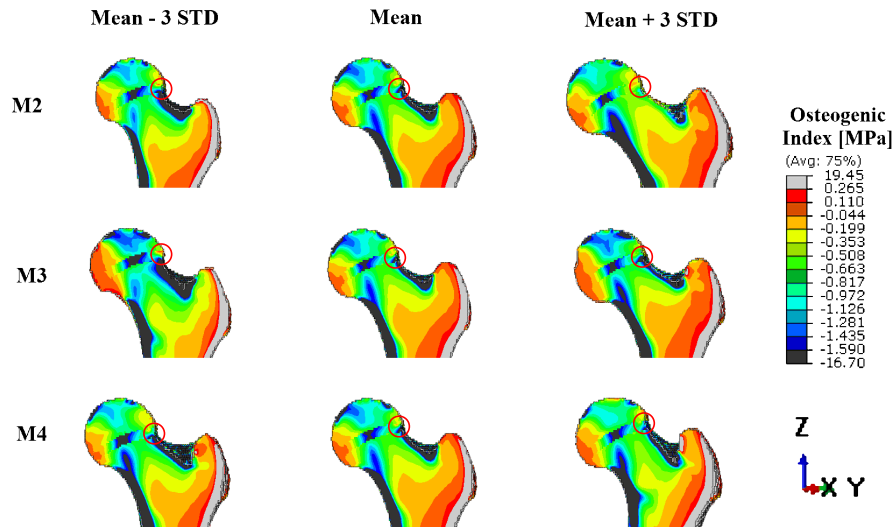 Mean - 3 STD
Mean
Mean + 3 STD
M2
M3
M4
Osteogenic
Index [MPa]
(Avg: 75%)
19.45
0.265
0.110
-0.044
-0.199
-0.353
-0.508
-0.663
-0.817
-0.972
-1.126
-1.281
-1.435
-1.590
-16.70
Z
X Y